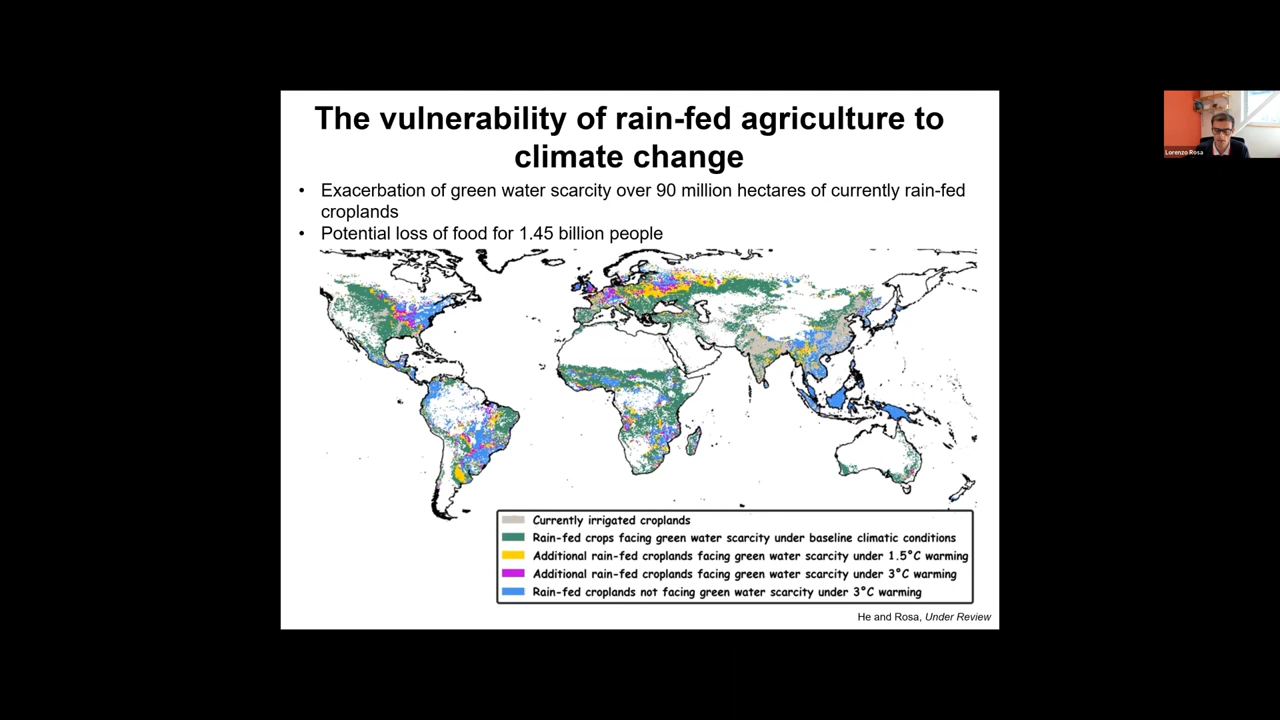 The vulnerability of rain-fed agriculture to
climate change
• Exacerbation of green water scarcity over 90 million hectares of currently rain-fed
croplands
• Potential loss of food for 1.45 billion people
Currently irrigated croplands
Rain-fed crops facing green water scarcity under baseline climatic conditions
Additional rain-fed croplands facing green water scarcity under 1.5°C warming
Additional rain-fed croplands facing green water scarcity under 3°C warming
Rain-fed croplands not facing green water scarcity under 3°C warming
He and Rosa, Under Review
Lorenzo Rosa